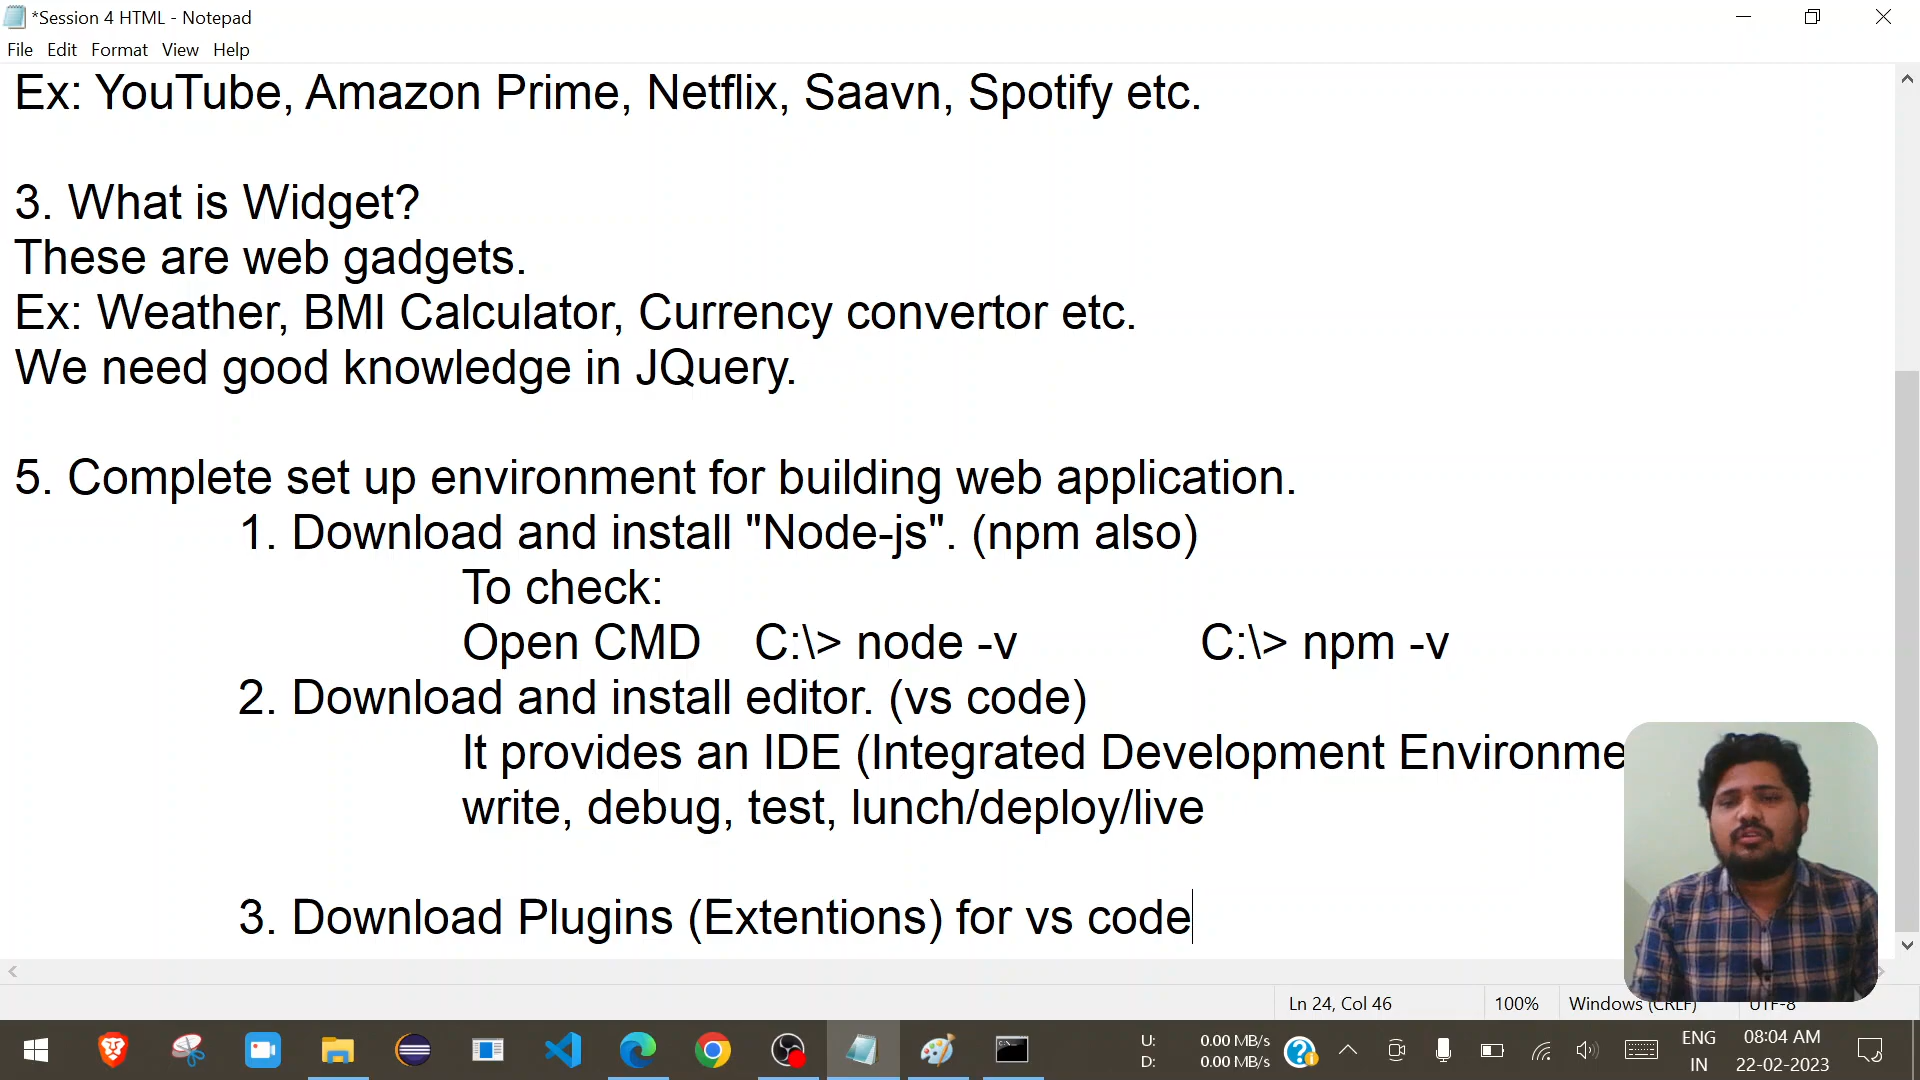 *Session 4 HTML - Notepad
File Edit Format View Help
Ex: YouTube, Amazon Prime, Netflix, Saavn, Spotify etc.
3. What is Widget?
These are web gadgets.
Ex: Weather, BMI Calculator, Currency convertor etc.
We need good knowledge in JQuery.
5. Complete set up environment for building web application.
1. Download and install "Node-js". (npm also)
To check:
Open CMD C:\> node -v C:\> npm -v
2. Download and install editor. (vs code)
It provides an IDE (Integrated Development Environme
write, debug, test, lunch/deploy/live
3. Download Plugins (Extentions) for vs code
Ln 24, Col 46 100% Windows (CRLF) UTF-8
U: 0.00 MB/s
D: 0.00 MB/s
ENG
IN
08:04 AM
22-02-2023